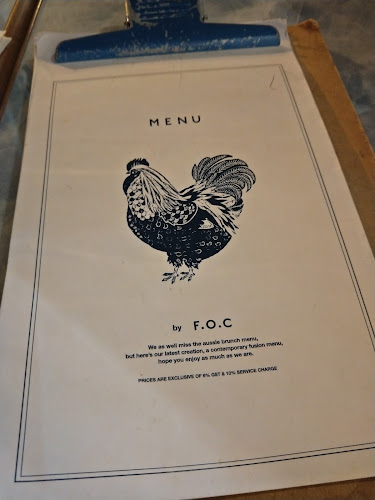 MENU
by F.O.C
We as well miss the aussie brunch menu,
but here's our latest creation, a contemporary fusion menu,
hope you enjoy as much as we are.
PRICES ARE EXCLUSIVE OF 6% GST & 10% SERVICE CHARGE